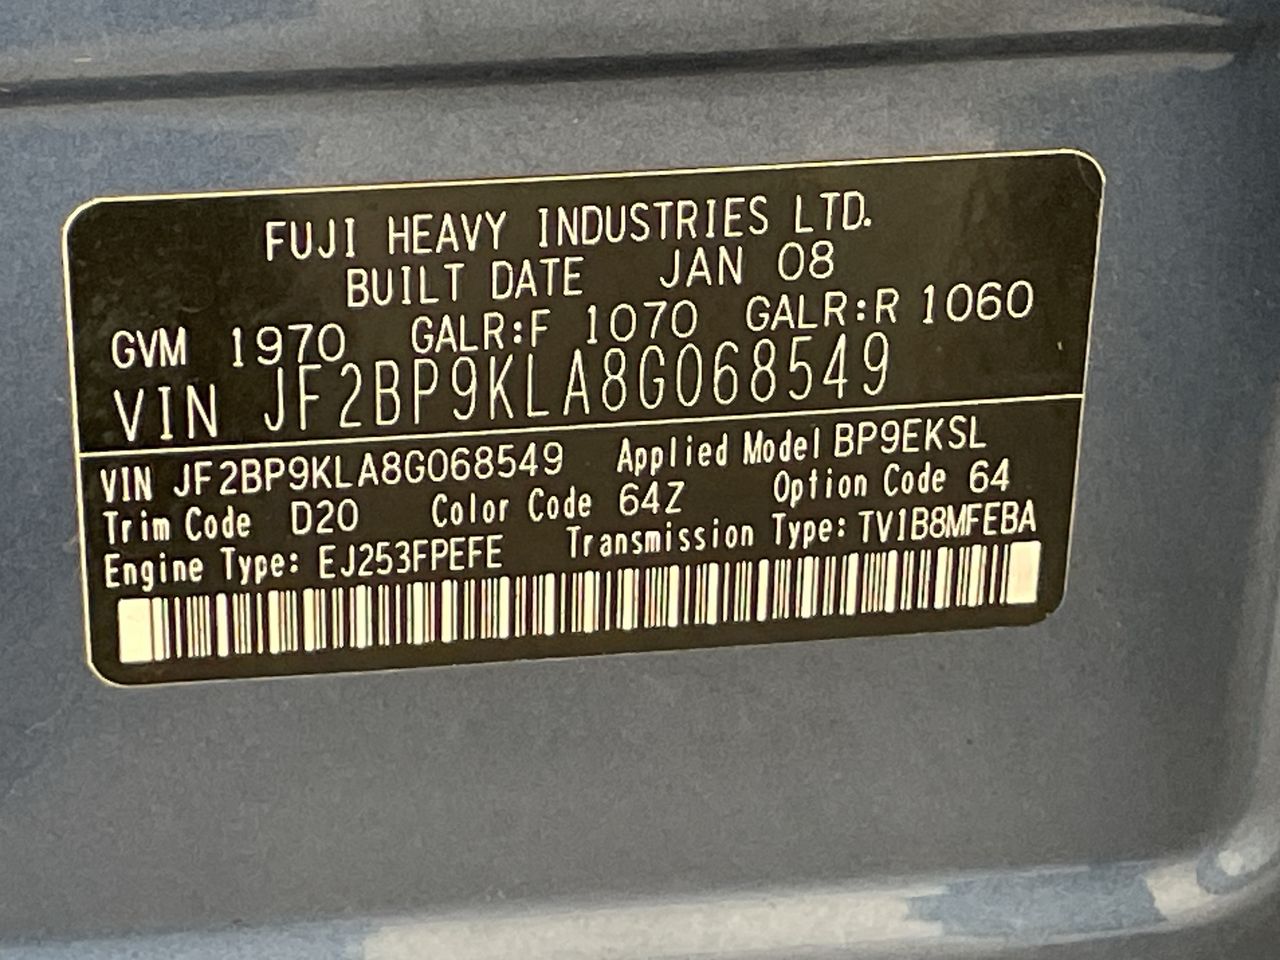 FUJI HEAVY INDUSTRIES LTD.
BUILT DATE JAN 08
GVM 1970 GALR:F 1070 GALR:R 1060
VIN JF2BP9KLA8G068549
VIN JF2BP9KLA8G068549 Applied Model BP9EKSL
Trim Code D20 Color Code 64Z Option Code 64
Engine Type: EJ253FPEFE Transmission Type: TV1B8MFEBA